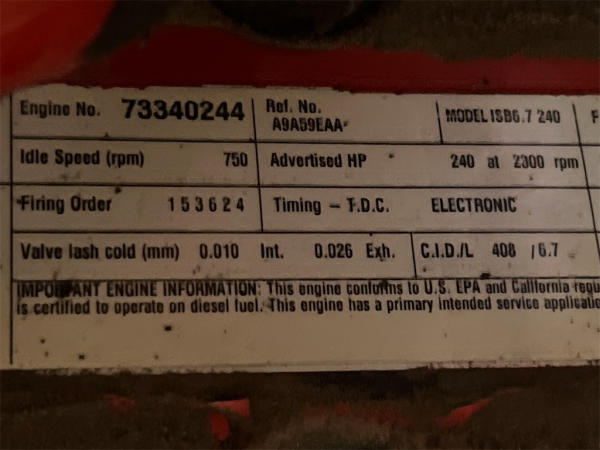 Engine No. 73340244 Ref. No. A9A59EAA MODEL ISB6.7 240 F
Idle Speed (rpm) 750 Advertised HP 240 at 2300 rpm
Firing Order 1 5 3 6 2 4 Timing – T.D.C. ELECTRONIC
Valve lash cold (mm) 0.010 Int. 0.026 Exh. C.I.D./L 408 / 6.7
IMPORTANT ENGINE INFORMATION: This engine conforms to U.S. EPA and California regu
is certified to operate on diesel fuel. This engine has a primary intended service applicatio